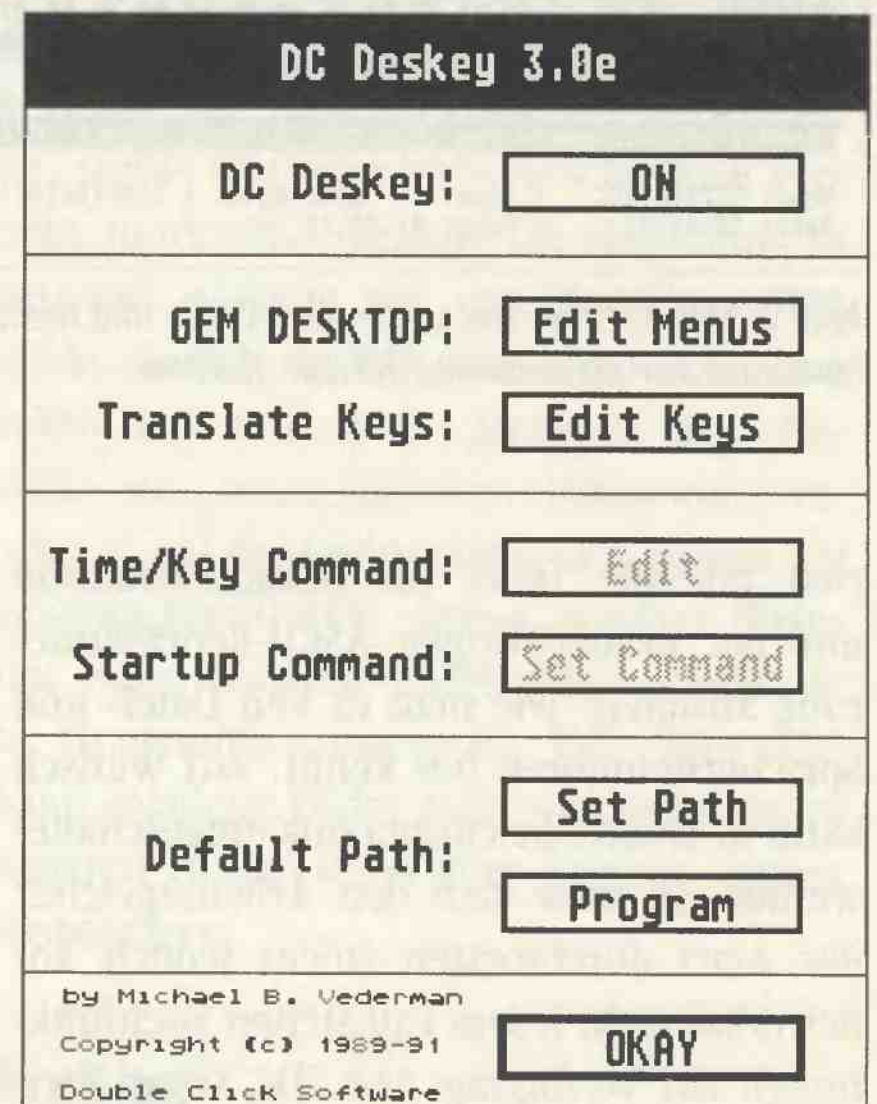 DC Deskey 3.0e
DC Deskey: ON
GEM DESKTOP: Edit Menus
Translate Keys: Edit Keys
Time/Key Command: Edit
Startup Command: Set Command
Set Path
Default Path:
Program
by Michael B. Vederman
Copyright (c) 1989-91
Double Click Software
OKAY